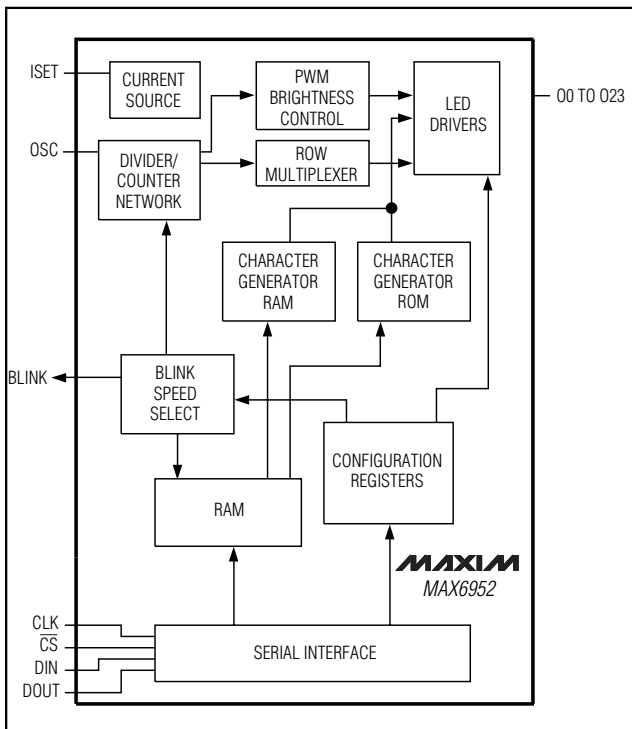 ISET
CURRENT
SOURCE
PWM
BRIGHTNESS
CONTROL
LED
DRIVERS
O0 TO O23
OSC
DIVIDER/
COUNTER
NETWORK
ROW
MULTIPLEXER
CHARACTER
GENERATOR
RAM
CHARACTER
GENERATOR
ROM
BLINK
BLINK
SPEED
SELECT
CONFIGURATION
REGISTERS
RAM
MAXIM
MAX6952
CLK
CS
DIN
DOUT
SERIAL INTERFACE